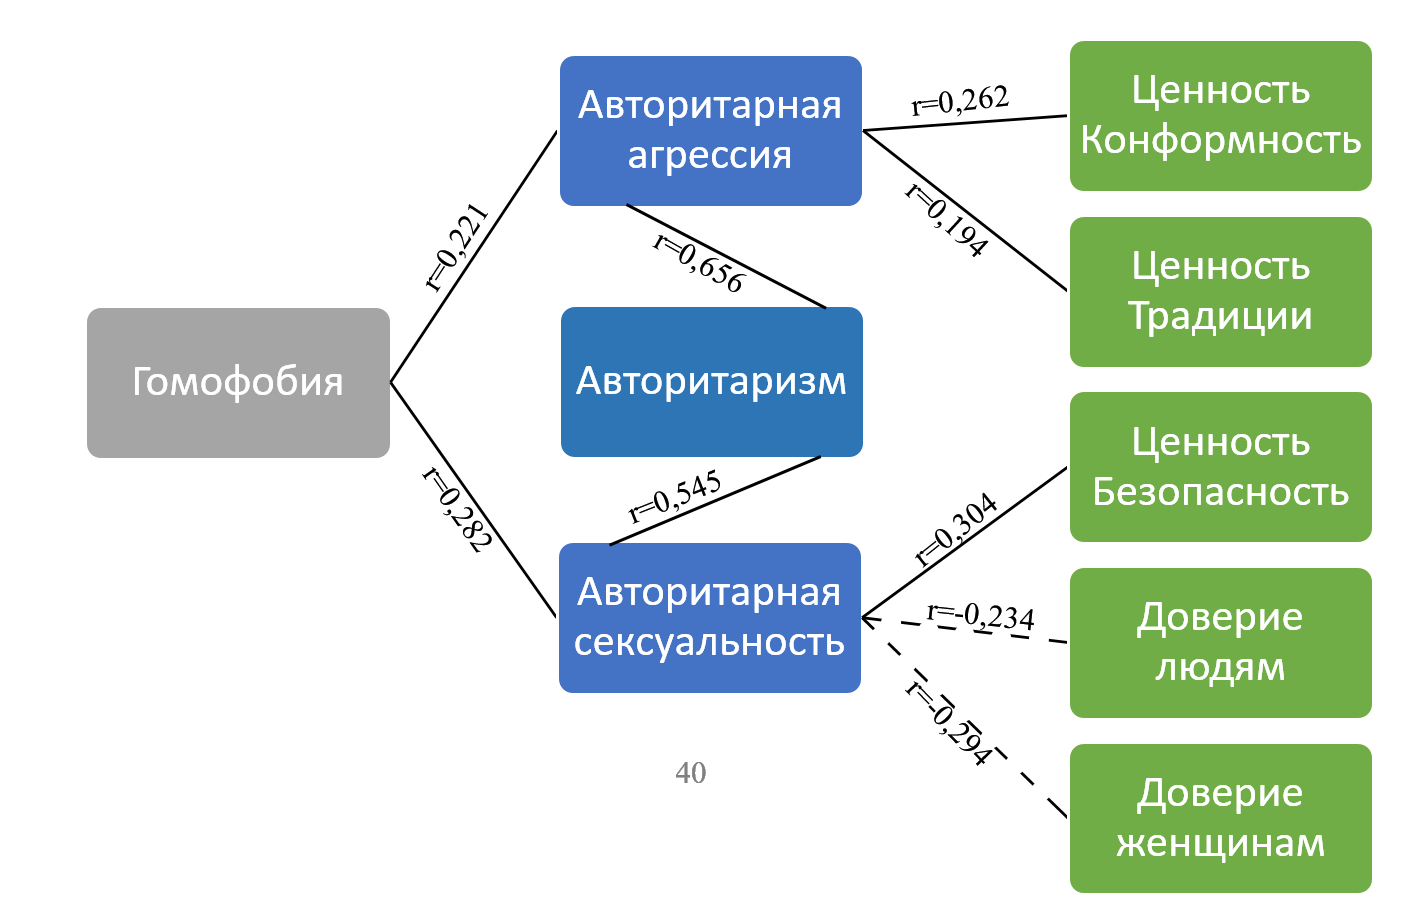 Гомофобия
r=0,221
r=0,282
Авторитарная
агрессия
r=0,656
Авторитаризм
r=0,545
Авторитарная
сексуальность
r=0,262
r=0,194
r=0,304
r=-0,234
r=-0,294
Ценность
Конформность
Ценность
Традиции
Ценность
Безопасность
Доверие
людям
Доверие
женщинам
40